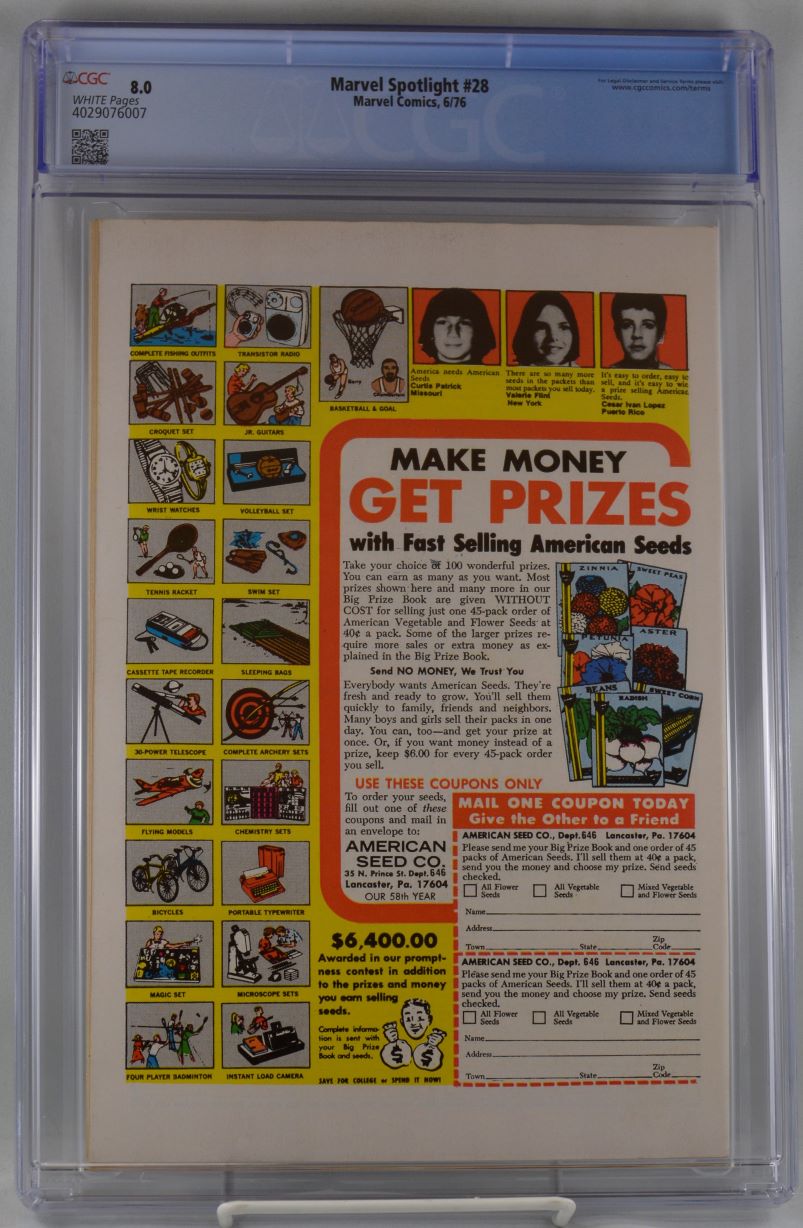 CGC 8.0
WHITE Pages
4029076007
Marvel Spotlight #28
Marvel Comics, 6/76
For Legal Disclaimer and Service Terms please visit:
www.cgccomics.com/terms
CGC
COMPLETE FISHING OUTFITS
TRANSISTOR RADIO
BASKETBALL & GOAL
Barry
Chamberlain
America needs American
Seeds
Curtis Patrick
Missouri
There are so many more
seeds in the packets than
most packets you sell today.
Valerie Flint
New York
It's easy to order, easy to
sell, and it's easy to win
a prize selling American
Seeds.
Cesar Ivan Lopez
Puerto Rico
CROQUET SET
JR. GUITARS
WRIST WATCHES
VOLLEYBALL SET
TENNIS RACKET
SWIM SET
CASSETTE TAPE RECORDER
SLEEPING BAGS
30-POWER TELESCOPE
COMPLETE ARCHERY SETS
FLYING MODELS
CHEMISTRY SETS
BICYCLES
PORTABLE TYPEWRITER
MAGIC SET
MICROSCOPE SETS
FOUR PLAYER BADMINTON
INSTANT LOAD CAMERA
MAKE MONEY
GET PRIZES
with Fast Selling American Seeds
Take your choice of 100 wonderful prizes.
You can earn as many as you want. Most
prizes shown here and many more in our
Big Prize Book are given WITHOUT
COST for selling just one 45-pack order of
American Vegetable and Flower Seeds at
40¢ a pack. Some of the larger prizes re-
quire more sales or extra money as ex-
plained in the Big Prize Book.
Send NO MONEY, We Trust You
Everybody wants American Seeds. They're
fresh and ready to grow. You'll sell them
quickly to family, friends and neighbors.
Many boys and girls sell their packs in one
day. You can, too—and get your prize at
once. Or, if you want money instead of a
prize, keep $6.00 for every 45-pack order
you sell.
ZINNIA
SWEET PEAS
PETUNIA
ASTER
BEANS
RADISH
SWEET CORN
USE THESE COUPONS ONLY
To order your seeds,
fill out one of these
coupons and mail in
an envelope to:
AMERICAN
SEED CO.
35 N. Prince St. Dept. 646
Lancaster, Pa. 17604
OUR 58th YEAR
MAIL ONE COUPON TODAY
Give the Other to a Friend
AMERICAN SEED CO., Dept. 646 Lancaster, Pa. 17604
Please send me your Big Prize Book and one order of 45
packs of American Seeds. I'll sell them at 40¢ a pack,
send you the money and choose my prize. Send seeds
checked.
All Flower Seeds
All Vegetable Seeds
Mixed Vegetable and Flower Seeds
Name
Address
Town State Zip Code
AMERICAN SEED CO., Dept. 646 Lancaster, Pa. 17604
Please send me your Big Prize Book and one order of 45
packs of American Seeds. I'll sell them at 40¢ a pack,
send you the money and choose my prize. Send seeds
checked.
All Flower Seeds
All Vegetable Seeds
Mixed Vegetable and Flower Seeds
Name
Address
Town State Zip Code
$6,400.00
Awarded in our prompt-
ness contest in addition
to the prizes and money
you earn selling
seeds.
Complete informa-
tion is sent with
your Big Prize
Book and seeds.
$ $
SAVE FOR COLLEGE or SPEND IT NOW!